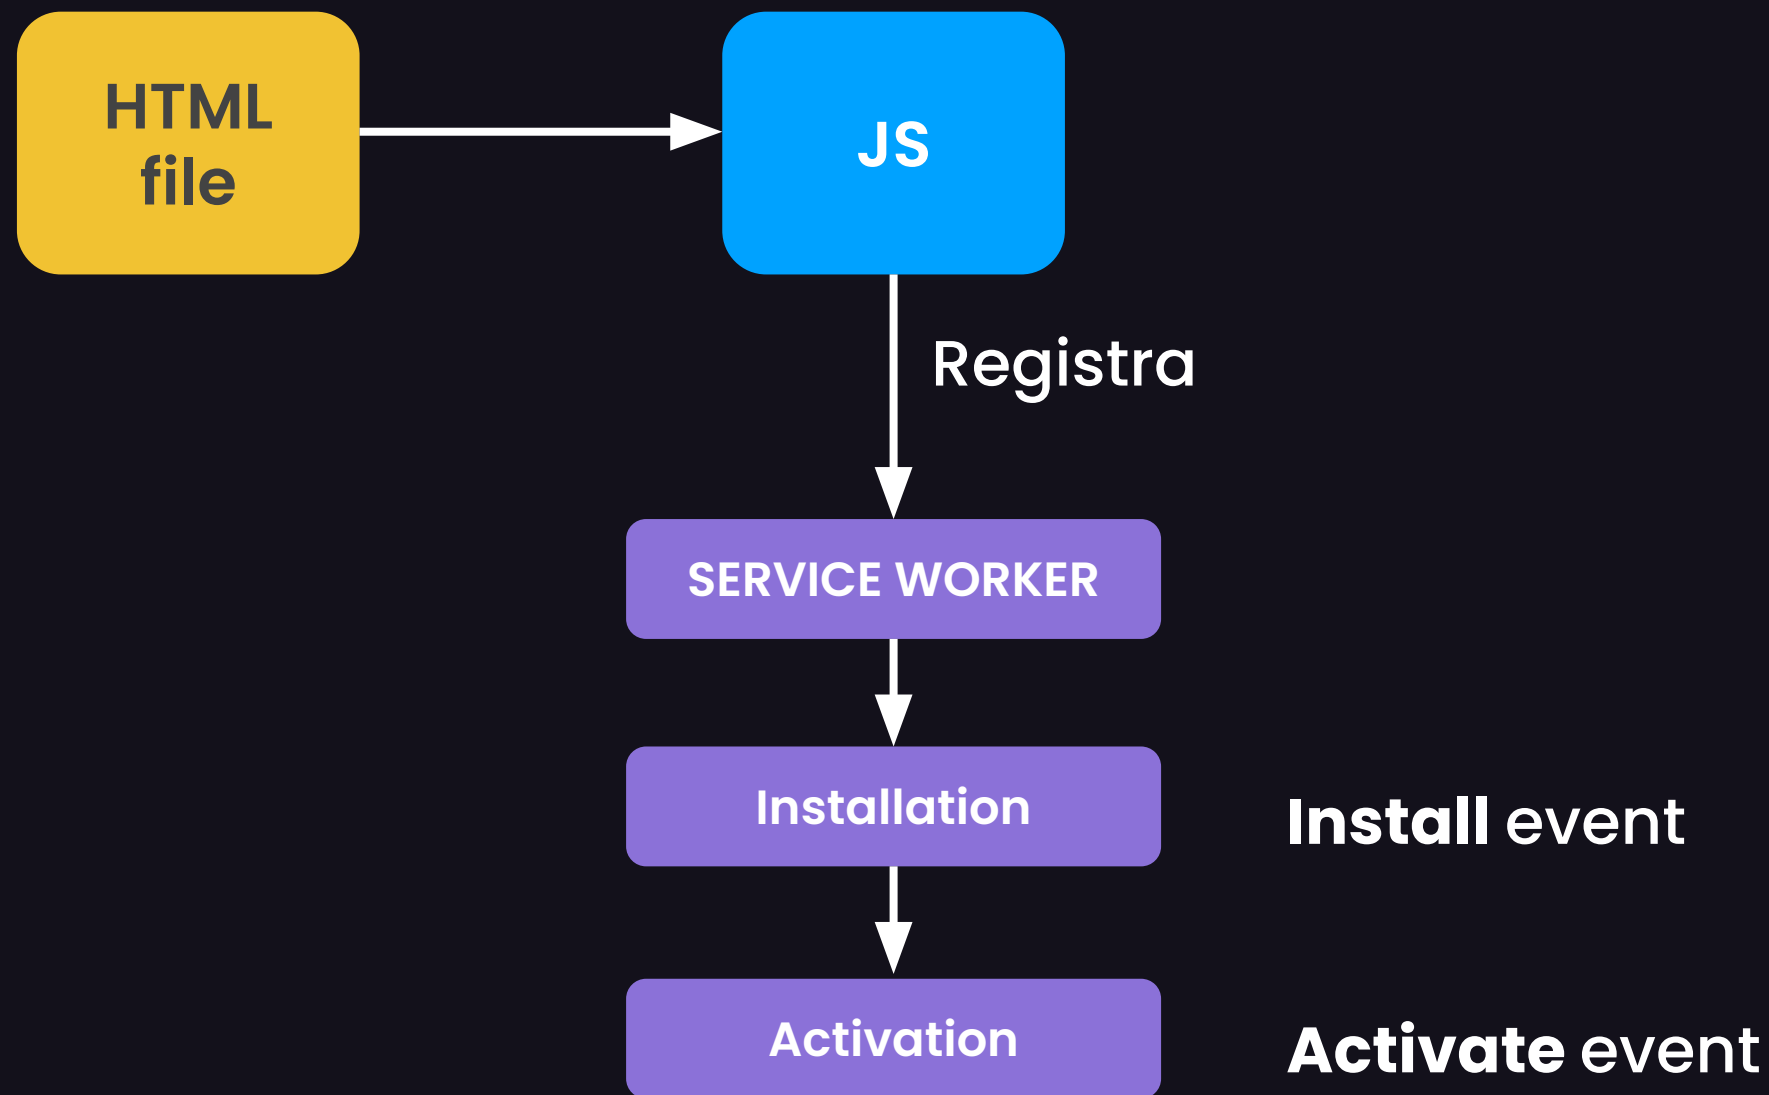 HTML
file
JS
Registra
SERVICE WORKER
Installation
Install event
Activation
Activate event